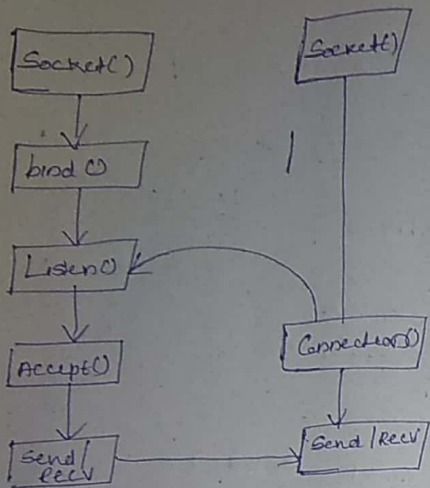 Socket()
Socket()
bind ()
Listen()
Accept()
Connection()
Send /
Recv
Send / Recv